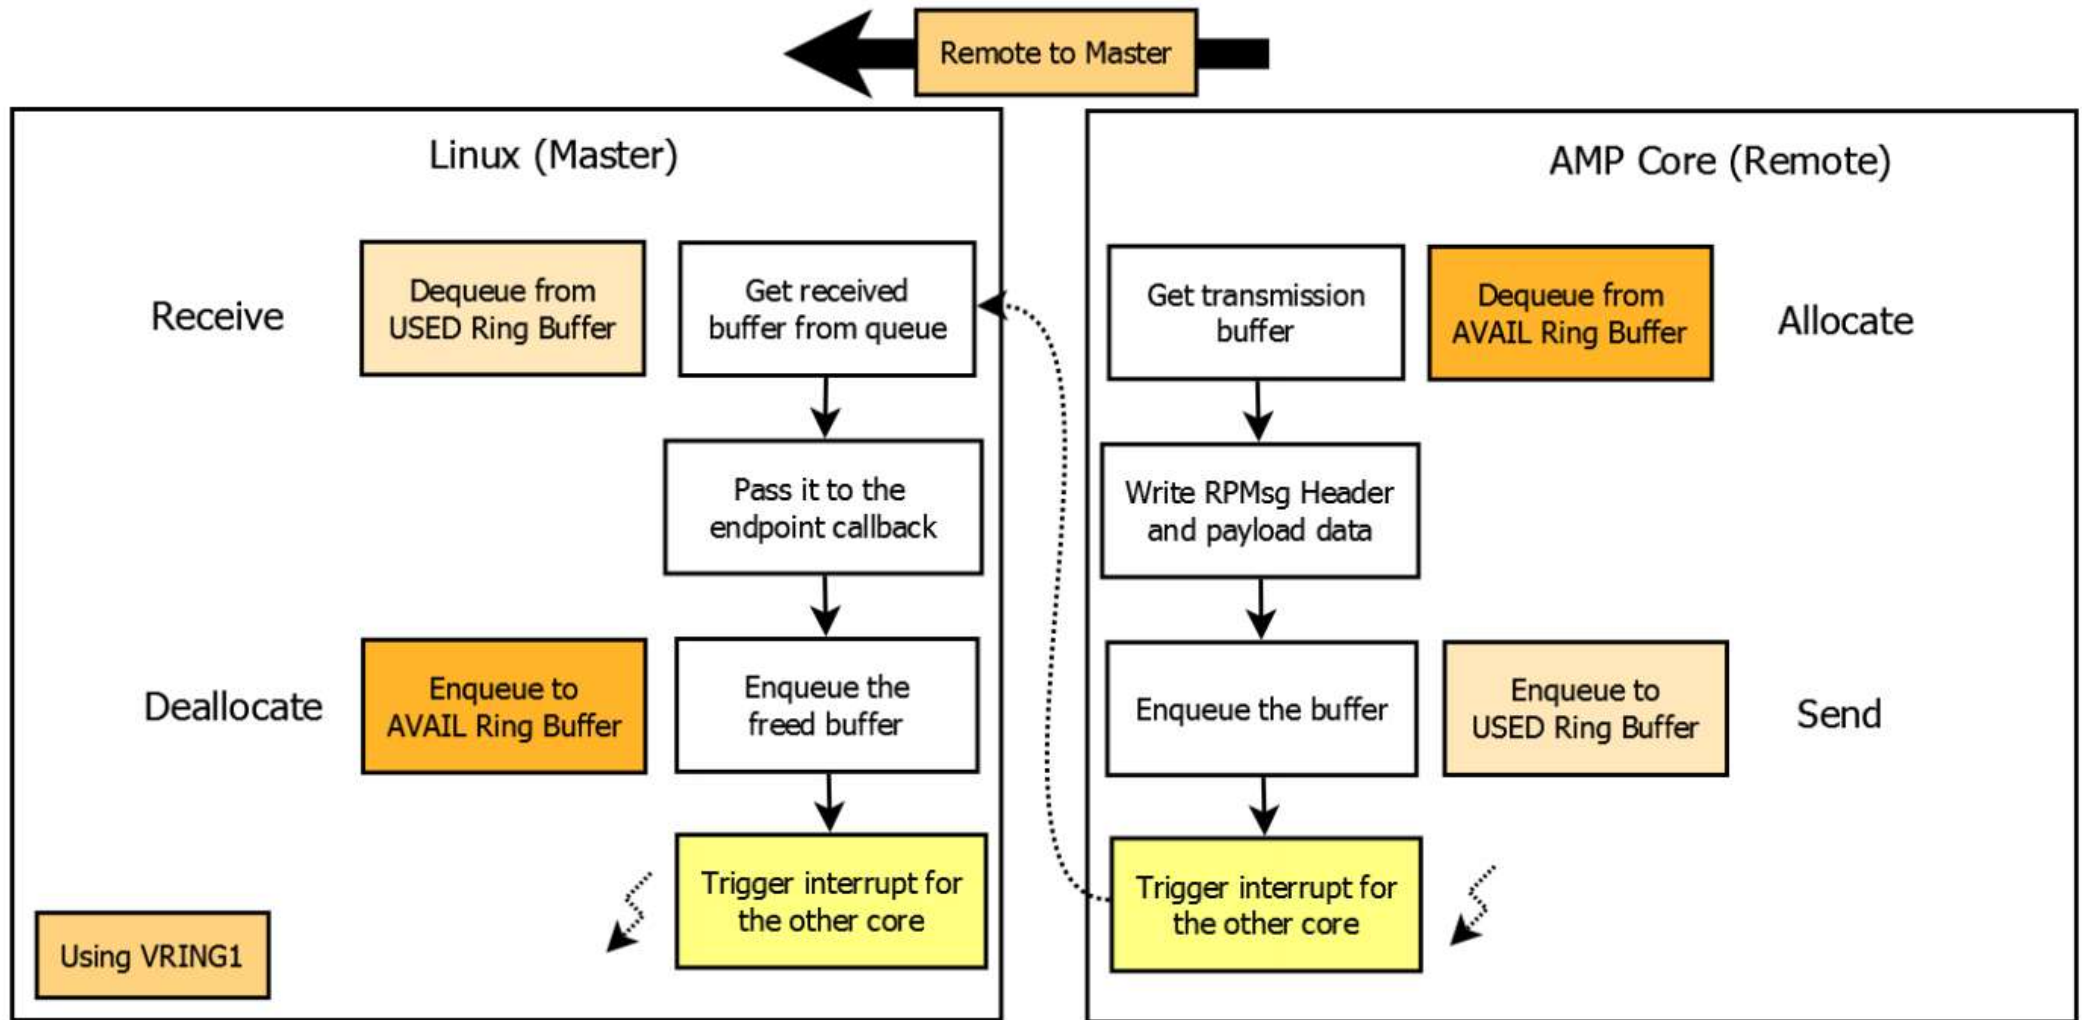 Remote to Master
Linux (Master)
Receive
Dequeue from
USED Ring Buffer
Get received
buffer from queue
Pass it to the
endpoint callback
Deallocate
Enqueue to
AVAIL Ring Buffer
Enqueue the
freed buffer
Trigger interrupt for
the other core
Using VRING1
AMP Core (Remote)
Get transmission
buffer
Dequeue from
AVAIL Ring Buffer
Allocate
Write RPMsg Header
and payload data
Enqueue the buffer
Enqueue to
USED Ring Buffer
Send
Trigger interrupt for
the other core